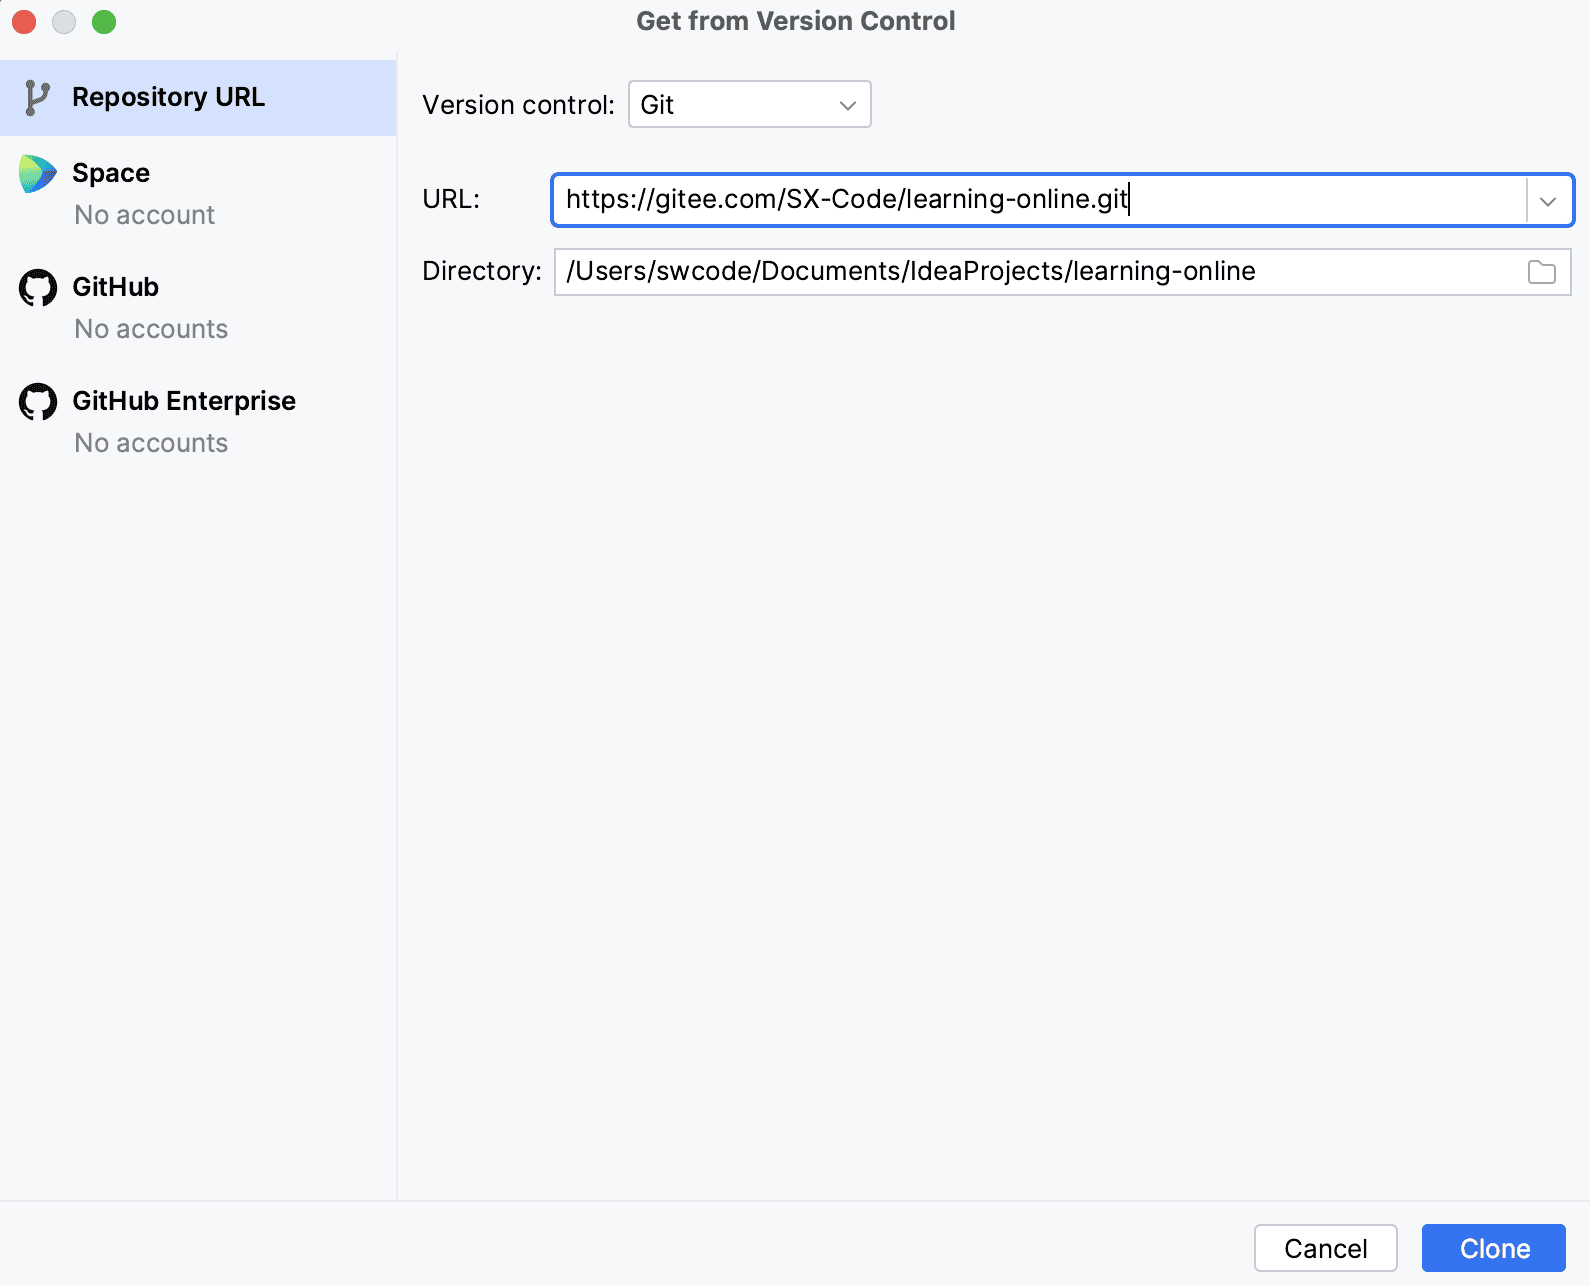 Get from Version Control
Repository URL
Space
No account
GitHub
No accounts
GitHub Enterprise
No accounts
Version control: Git
URL: https://gitee.com/SX-Code/learning-online.git
Directory: /Users/swcode/Documents/IdeaProjects/learning-online
Cancel Clone